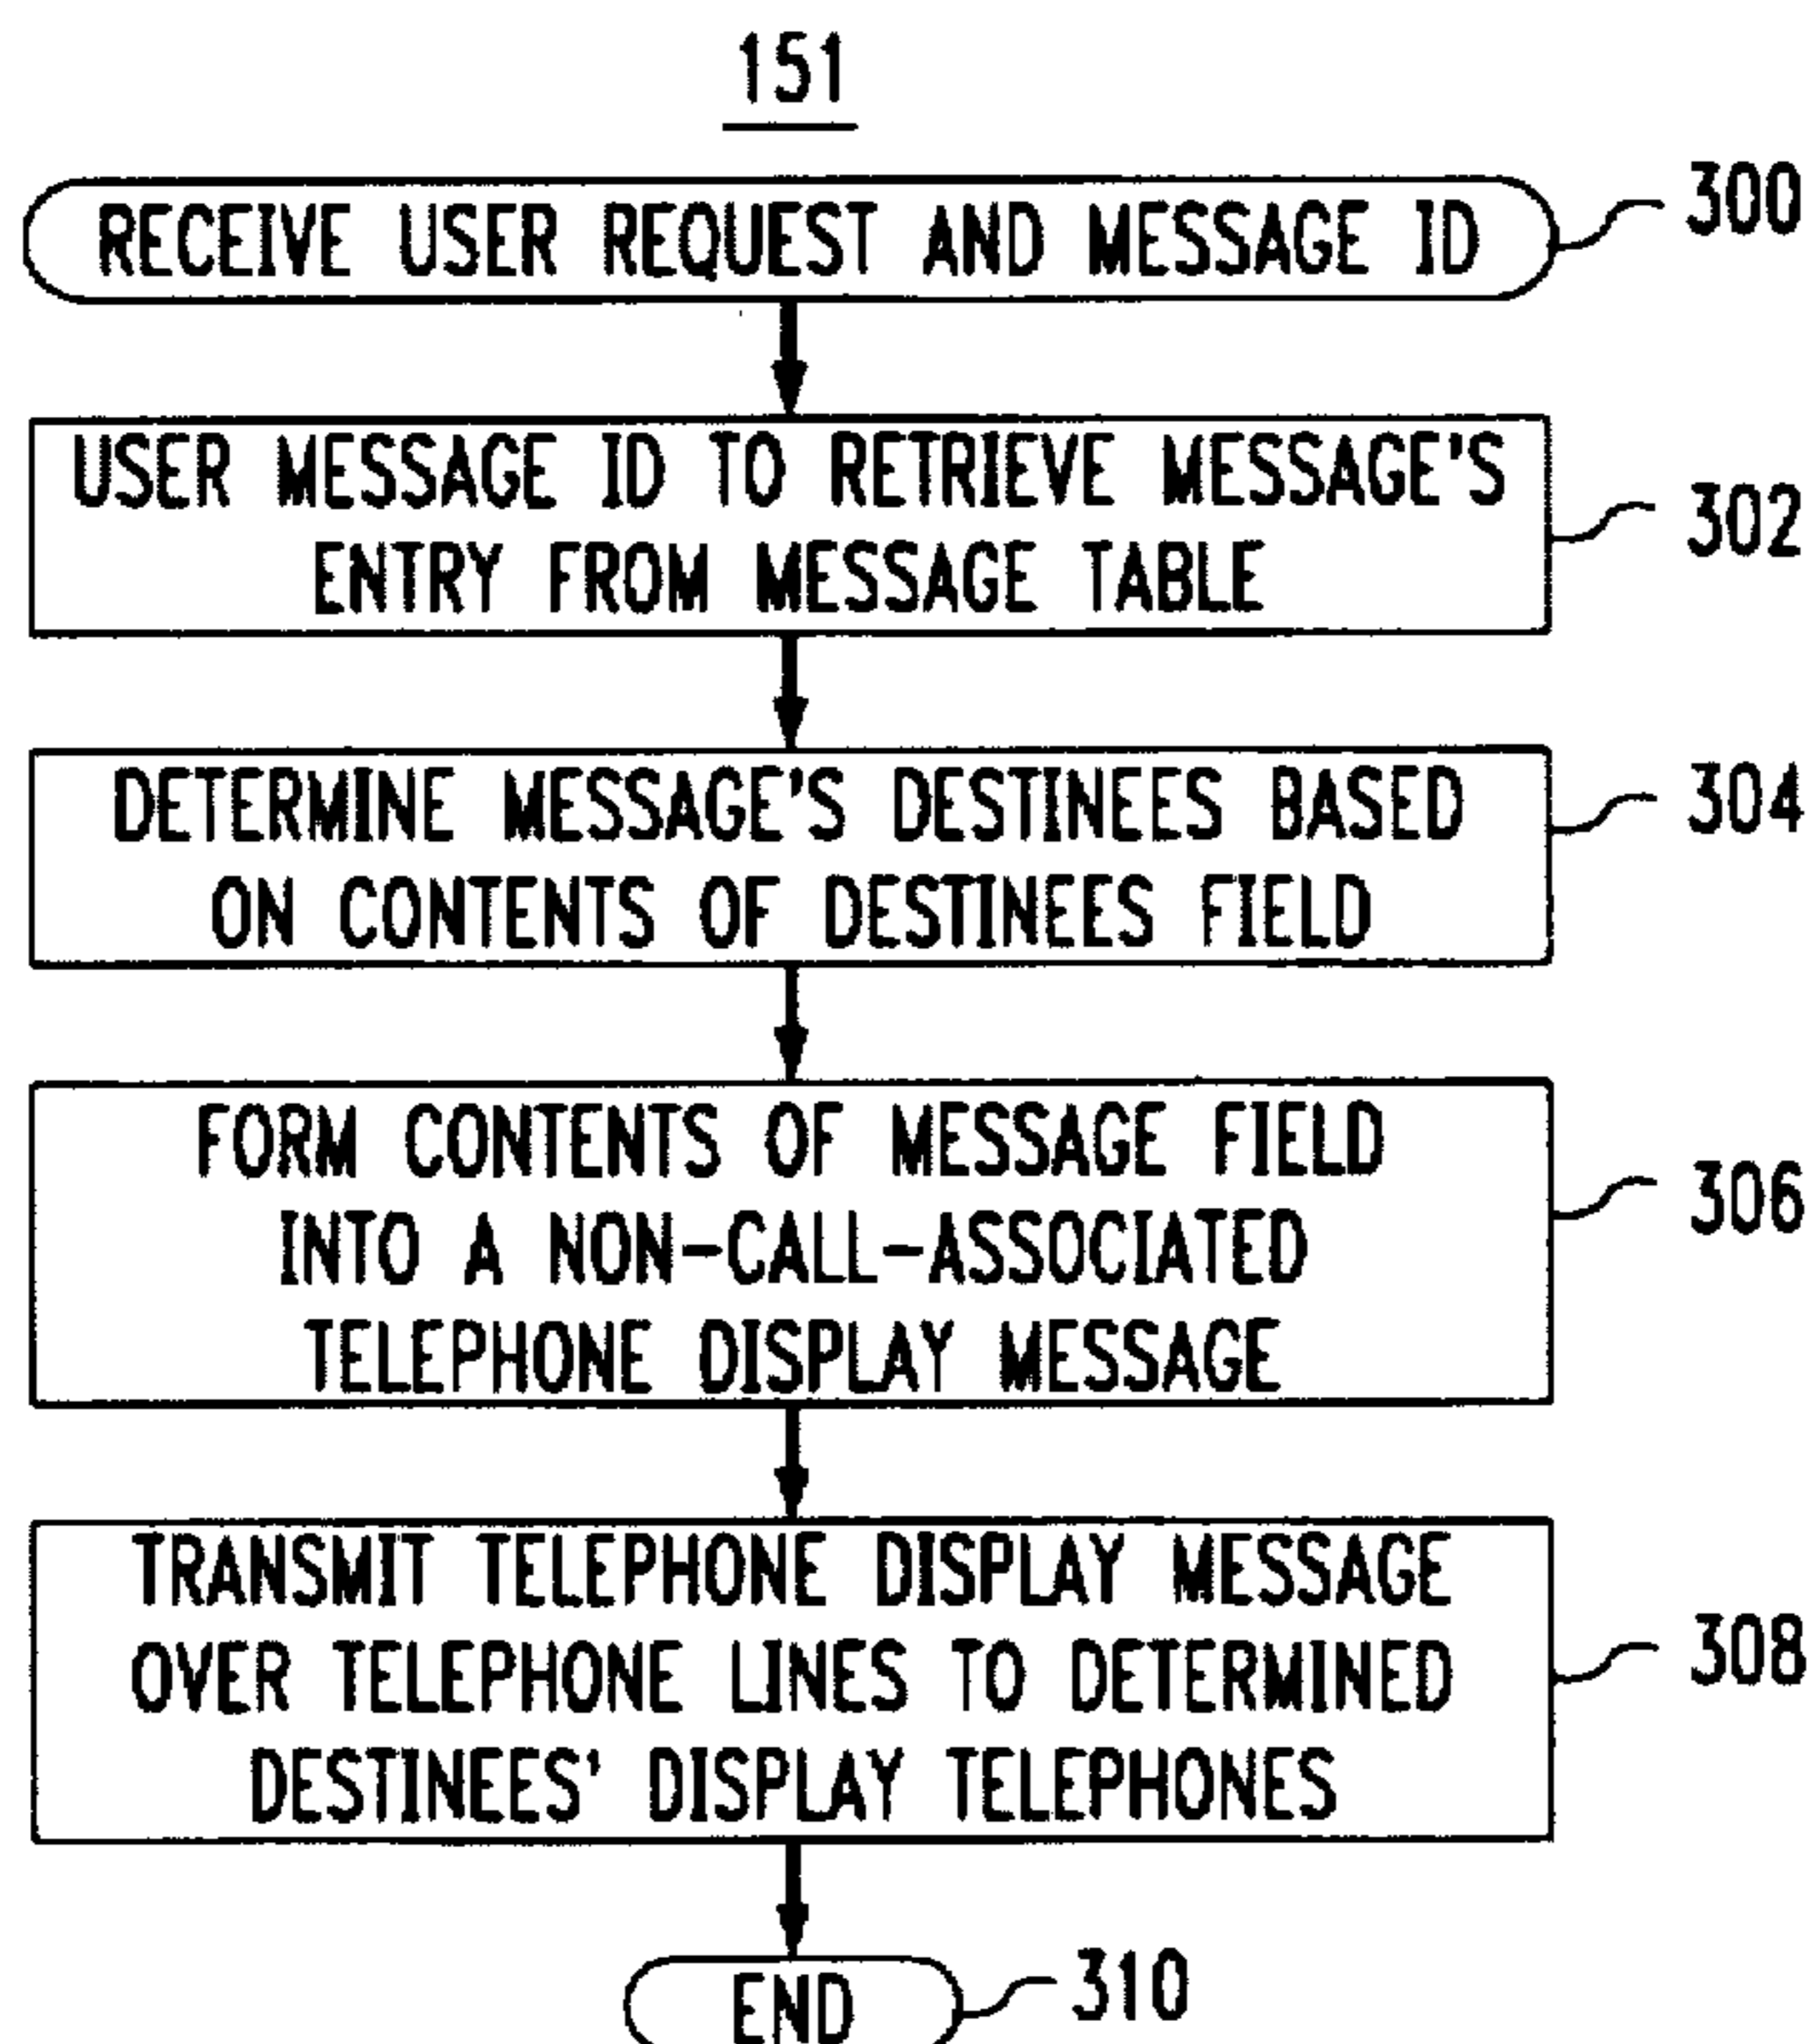 151
RECEIVE USER REQUEST AND MESSAGE ID
300
USER MESSAGE ID TO RETRIEVE MESSAGE'S
ENTRY FROM MESSAGE TABLE
302
DETERMINE MESSAGE'S DESTINEES BASED
ON CONTENTS OF DESTINEES FIELD
304
FORM CONTENTS OF MESSAGE FIELD
INTO A NON-CALL-ASSOCIATED
TELEPHONE DISPLAY MESSAGE
306
TRANSMIT TELEPHONE DISPLAY MESSAGE
OVER TELEPHONE LINES TO DETERMINED
DESTINEES' DISPLAY TELEPHONES
308
END
310